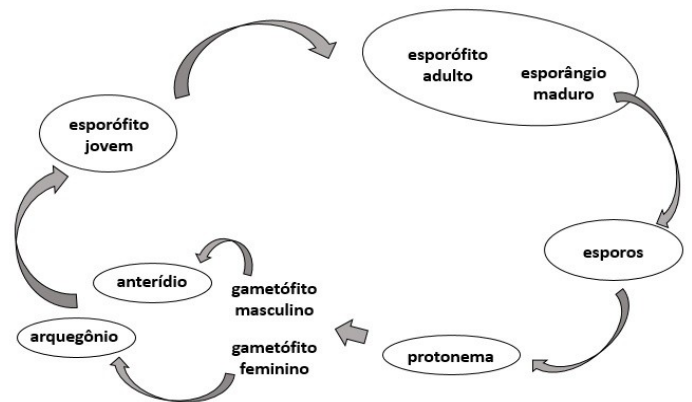 esporófito
adulto
esporângio
maduro
esporófito
jovem
esporos
anterídio
gametófito
masculino
arquegônio
gametófito
feminino
protonema